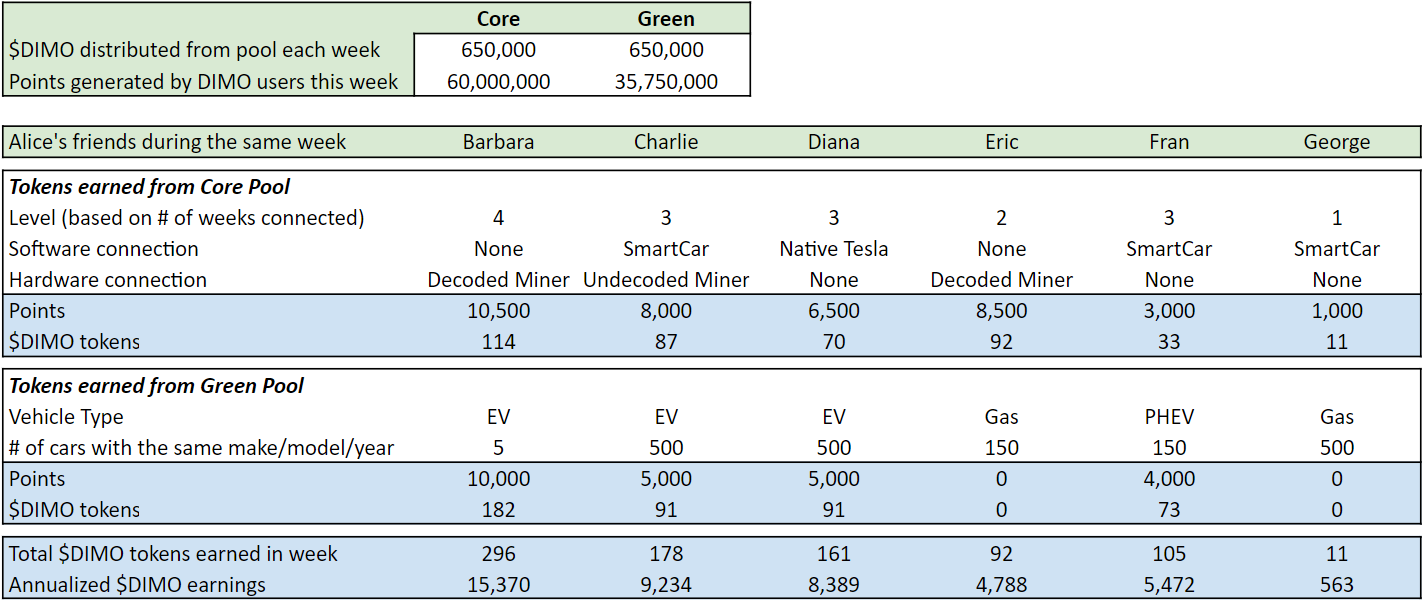 Core Green
$DIMO distributed from pool each week 650,000 650,000
Points generated by DIMO users this week 60,000,000 35,750,000
Alice's friends during the same week Barbara Charlie Diana Eric Fran George
Tokens earned from Core Pool
Level (based on # of weeks connected) 4 3 3 2 3 1
Software connection None SmartCar Native Tesla None SmartCar SmartCar
Hardware connection Decoded Miner Undecoded Miner None Decoded Miner None None
Points 10,500 8,000 6,500 8,500 3,000 1,000
$DIMO tokens 114 87 70 92 33 11
Tokens earned from Green Pool
Vehicle Type EV EV EV Gas PHEV Gas
# of cars with the same make/model/year 5 500 500 150 150 500
Points 10,000 5,000 5,000 0 4,000 0
$DIMO tokens 182 91 91 0 73 0
Total $DIMO tokens earned in week 296 178 161 92 105 11
Annualized $DIMO earnings 15,370 9,234 8,389 4,788 5,472 563